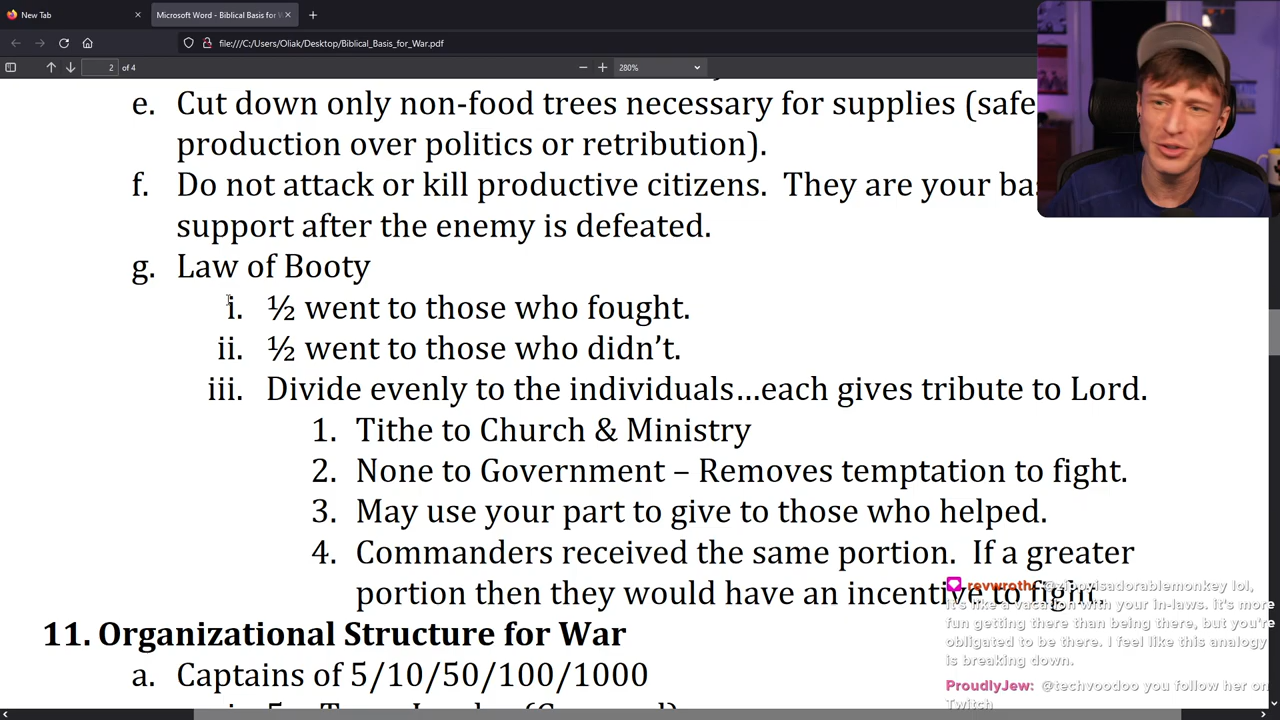 New Tab
Microsoft Word - Biblical Basis for W
file:///C:/Users/Oliak/Desktop/Biblical_Basis_for_War.pdf
2 of 4
280%
e. Cut down only non-food trees necessary for supplies (safe
production over politics or retribution).
f. Do not attack or kill productive citizens. They are your ba
support after the enemy is defeated.
g. Law of Booty
i. ½ went to those who fought.
ii. ½ went to those who didn’t.
iii. Divide evenly to the individuals…each gives tribute to Lord.
1. Tithe to Church & Ministry
2. None to Government – Removes temptation to fight.
3. May use your part to give to those who helped.
4. Commanders received the same portion. If a greater
portion then they would have an incentive to fight.
11. Organizational Structure for War
a. Captains of 5/10/50/100/1000
revwroth: lol,
it's like a vacation with your in-laws. it's more
fun getting there than being there, but you're
obligated to be there. I feel like this analogy
is breaking down.
ProudlyJew: @techvoodoo you follow her on
Twitch